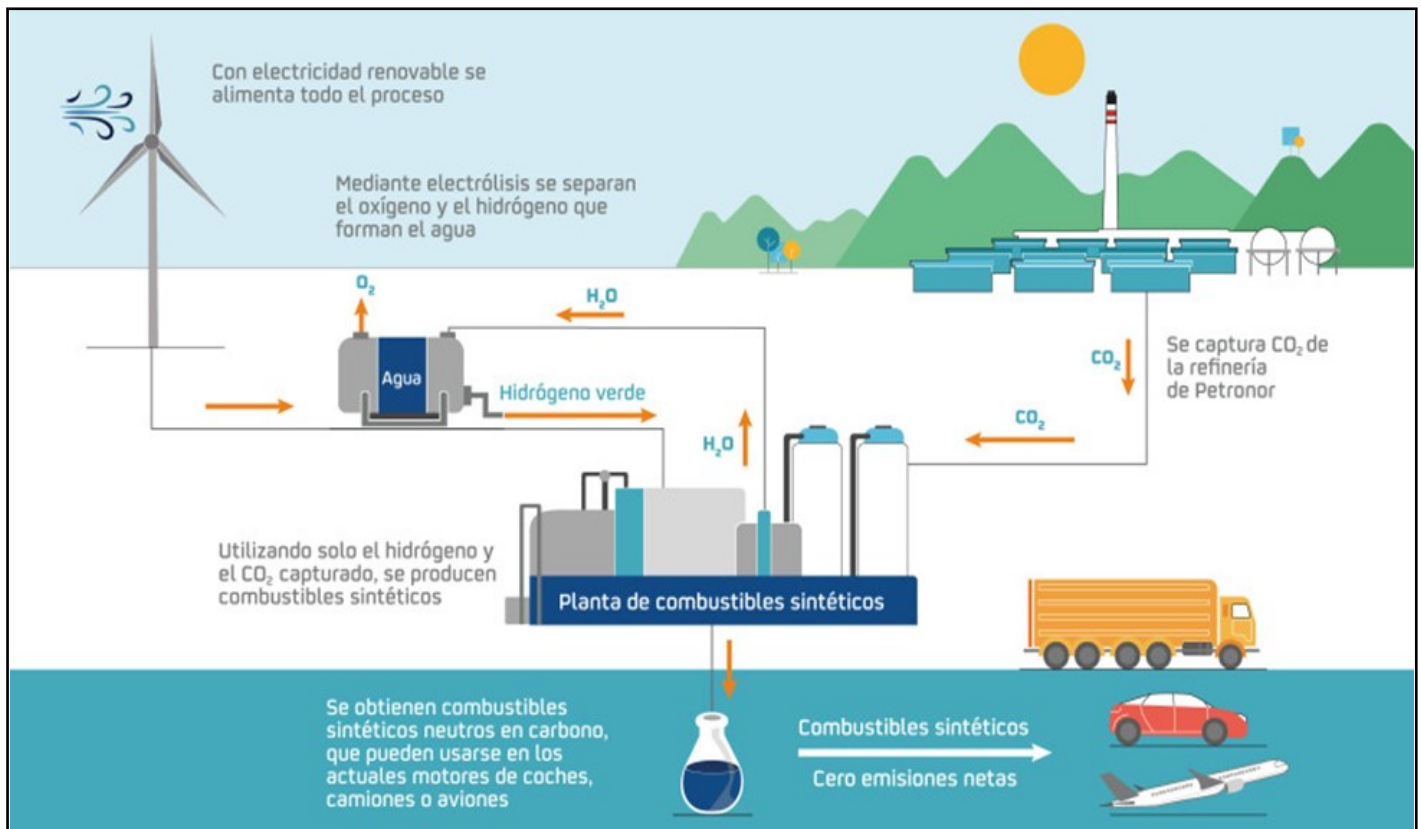 Con electricidad renovable se
alimenta todo el proceso
Mediante electrólisis se separan
el oxígeno y el hidrógeno que
forman el agua
O₂
H₂O
Agua
Hidrógeno verde
H₂O
CO₂
Se captura CO₂ de
la refinería
de Petronor
CO₂
Utilizando solo el hidrógeno y
el CO₂ capturado, se producen
combustibles sintéticos
Planta de combustibles sintéticos
Se obtienen combustibles
sintéticos neutros en carbono,
que pueden usarse en los
actuales motores de coches,
camiones o aviones
Combustibles sintéticos
Cero emisiones netas